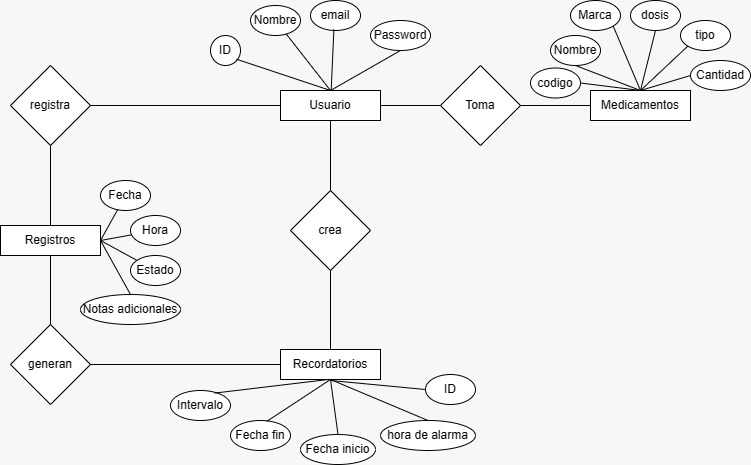 email
Marca
dosis
Nombre
tipo
Password
ID
Nombre
Cantidad
codigo
registra
Usuario
Toma
Medicamentos
Fecha
Hora
crea
Registros
Estado
Notas adicionales
generan
Recordatorios
ID
Intervalo
Fecha fin
hora de alarma
Fecha inicio